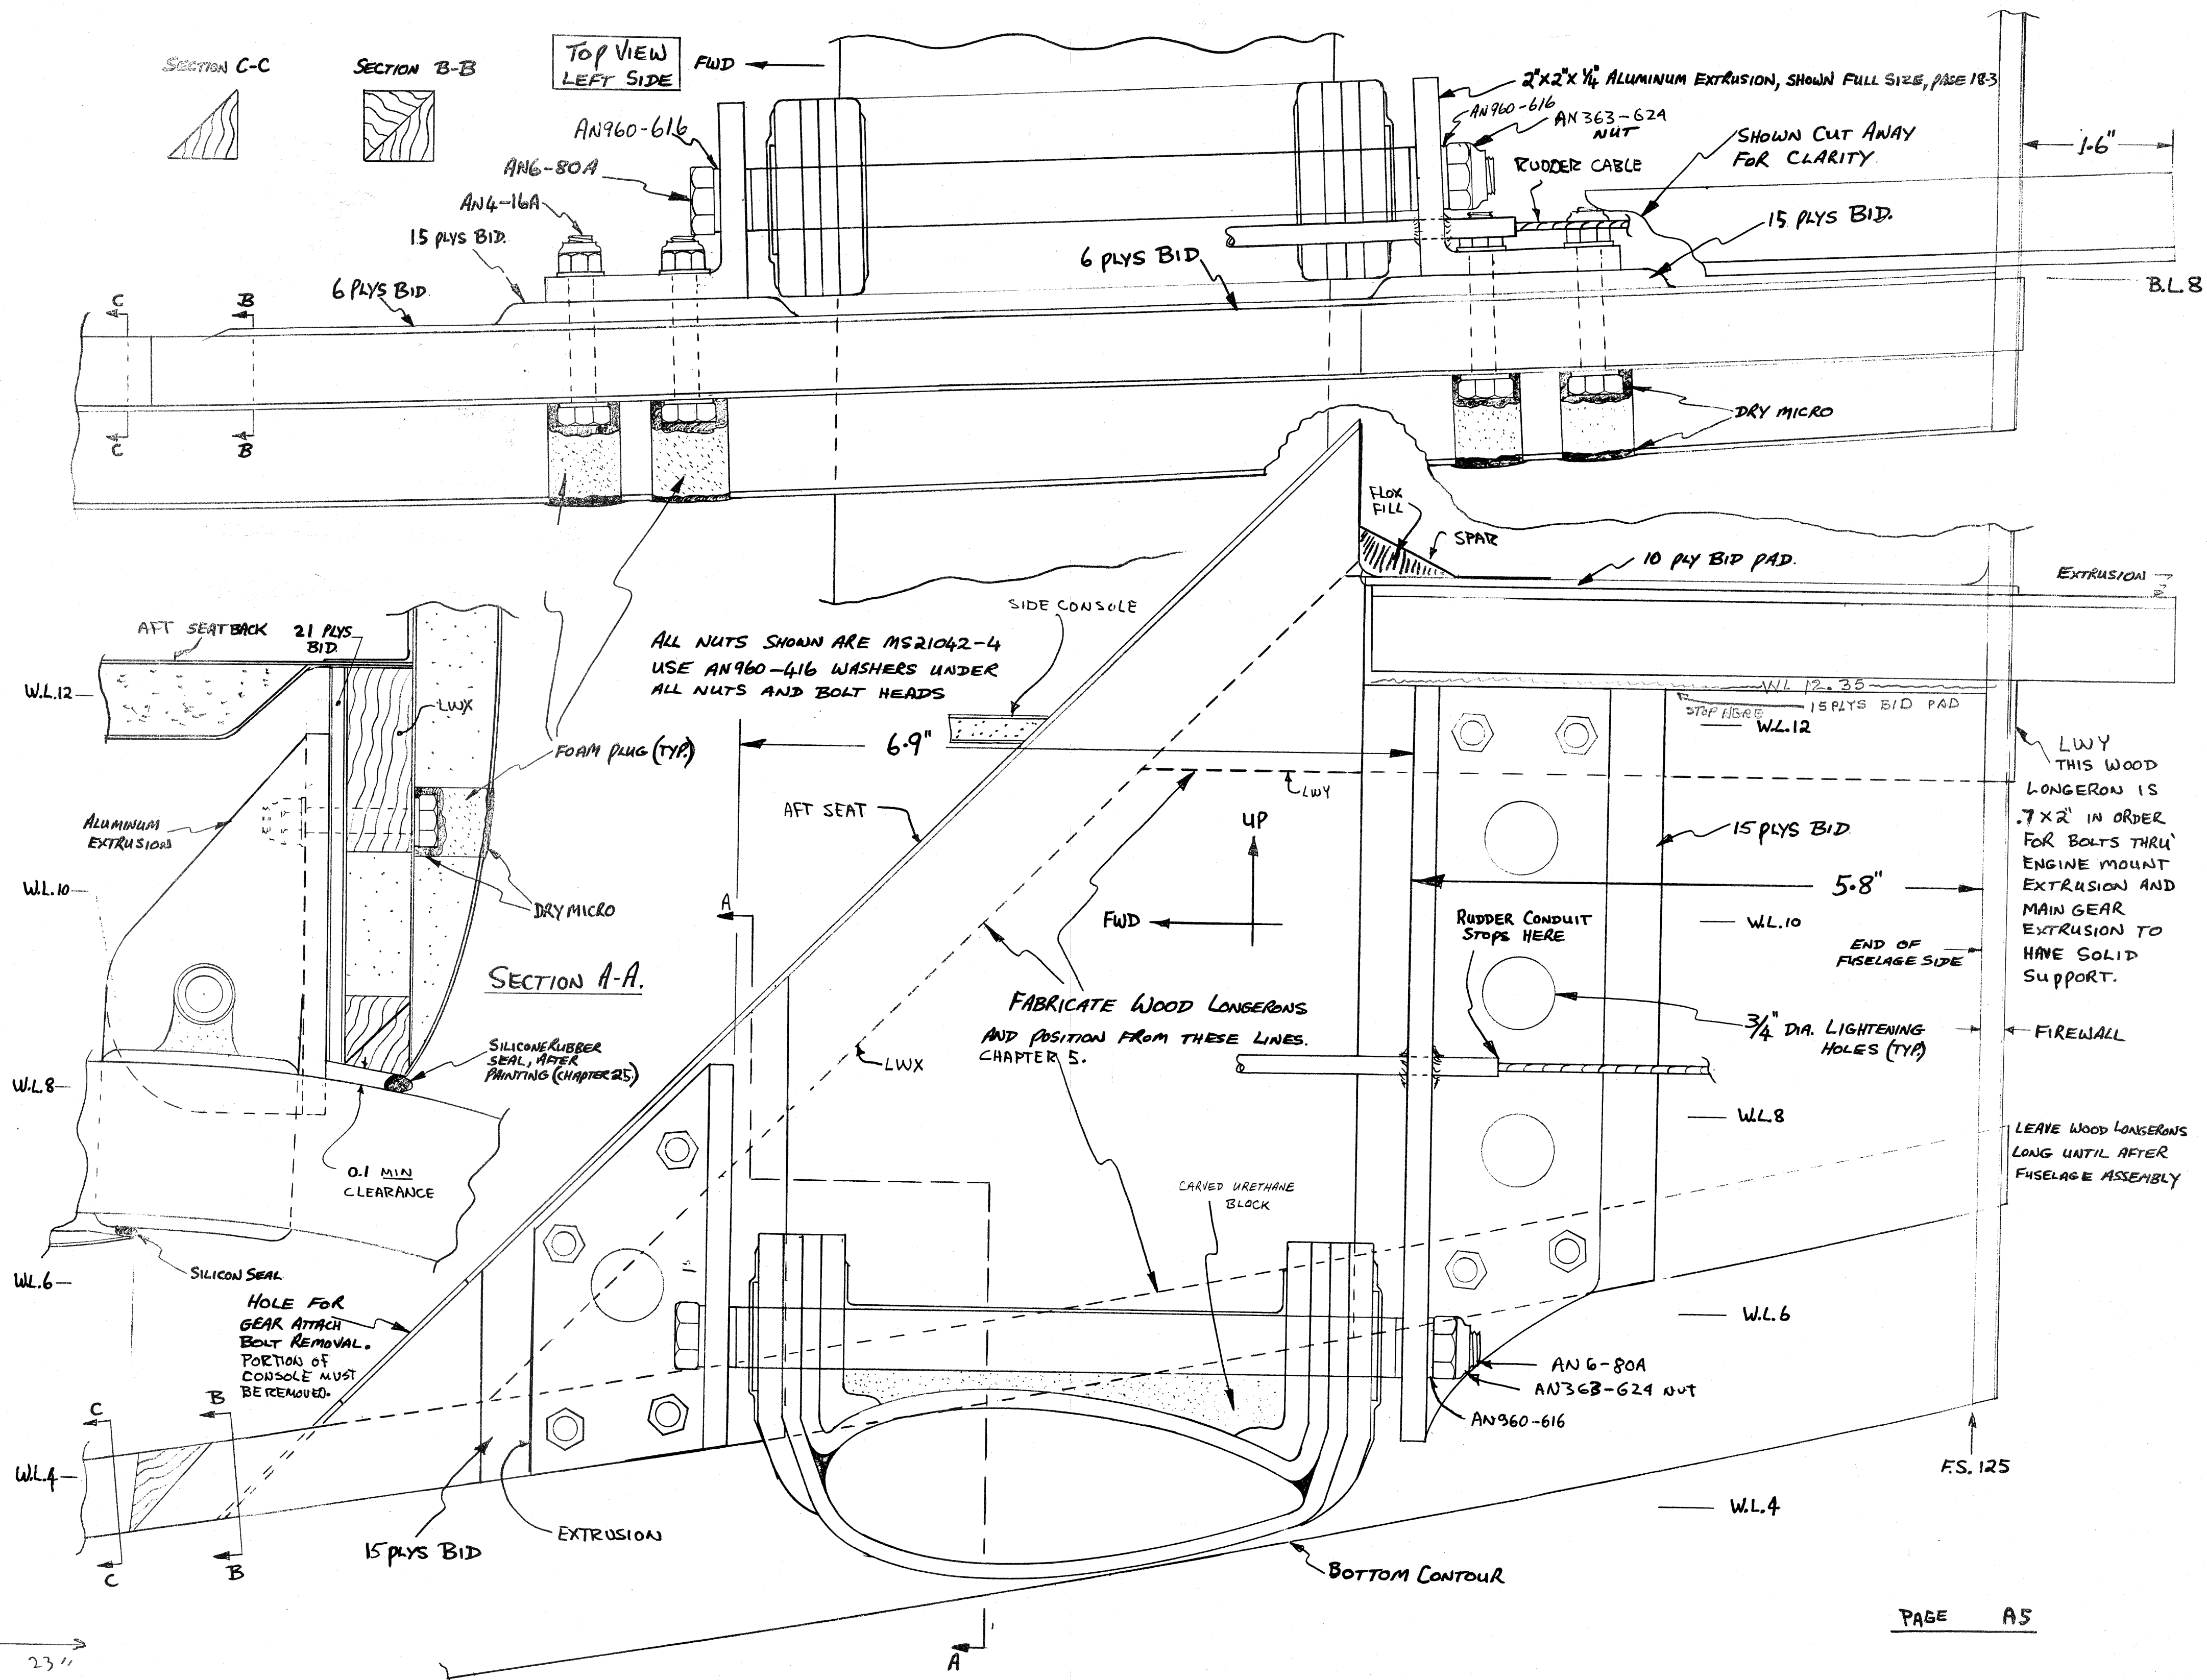 SECTION C-C
SECTION B-B
TOP VIEW
LEFT SIDE
FWD
2"X2"X 1/4" ALUMINUM EXTRUSION, SHOWN FULL SIZE, PAGE 18-3
AN960-616
AN363-624
NUT
SHOWN CUT AWAY
FOR CLARITY
1.6"
AN960-616
AN6-80A
AN4-16A
15 PLYS BID.
6 PLYS BID.
RUDDER CABLE
15 PLYS BID.
6 PLYS BID
B.L.8
C
B
C
B
DRY MICRO
FLOX
FILL
SPAR
10 PLY BID PAD.
EXTRUSION
AFT SEATBACK
21 PLYS
BID.
W.L.12
LWX
FOAM PLUG (TYP.)
ALUMINUM
EXTRUSION
W.L.10
DRY MICRO
SECTION A-A.
SILICONE RUBBER
SEAL, AFTER
PAINTING (CHAPTER 25)
W.L.8
0.1 MIN
CLEARANCE
W.L.6
SILICON SEAL
ALL NUTS SHOWN ARE MS21042-4
USE AN960-416 WASHERS UNDER
ALL NUTS AND BOLT HEADS
SIDE CONSOLE
6.9"
WL 12.35
STOP HERE
15 PLYS BID PAD
W.L.12
LWY
AFT SEAT
UP
FWD
A
15 PLYS BID
5.8"
W.L.10
RUDDER CONDUIT
STOPS HERE
END OF
FUSELAGE SIDE
LWY
THIS WOOD
LONGERON IS
.7 X 2" IN ORDER
FOR BOLTS THRU'
ENGINE MOUNT
EXTRUSION AND
MAIN GEAR
EXTRUSION TO
HAVE SOLID
SUPPORT.
FABRICATE WOOD LONGERONS
AND POSITION FROM THESE LINES.
CHAPTER 5.
LWX
3/4" DIA. LIGHTENING
HOLES (TYP)
FIREWALL
W.L.8
LEAVE WOOD LONGERONS
LONG UNTIL AFTER
FUSELAGE ASSEMBLY
CARVED URETHANE
BLOCK
HOLE FOR
GEAR ATTACH
BOLT REMOVAL.
PORTION OF
CONSOLE MUST
BE REMOVED.
W.L.6
AN6-80A
AN363-624 NUT
AN960-616
C
B
W.L.4
C
B
F.S. 125
W.L.4
EXTRUSION
15 PLYS BID
BOTTOM CONTOUR
A
PAGE A5
23"